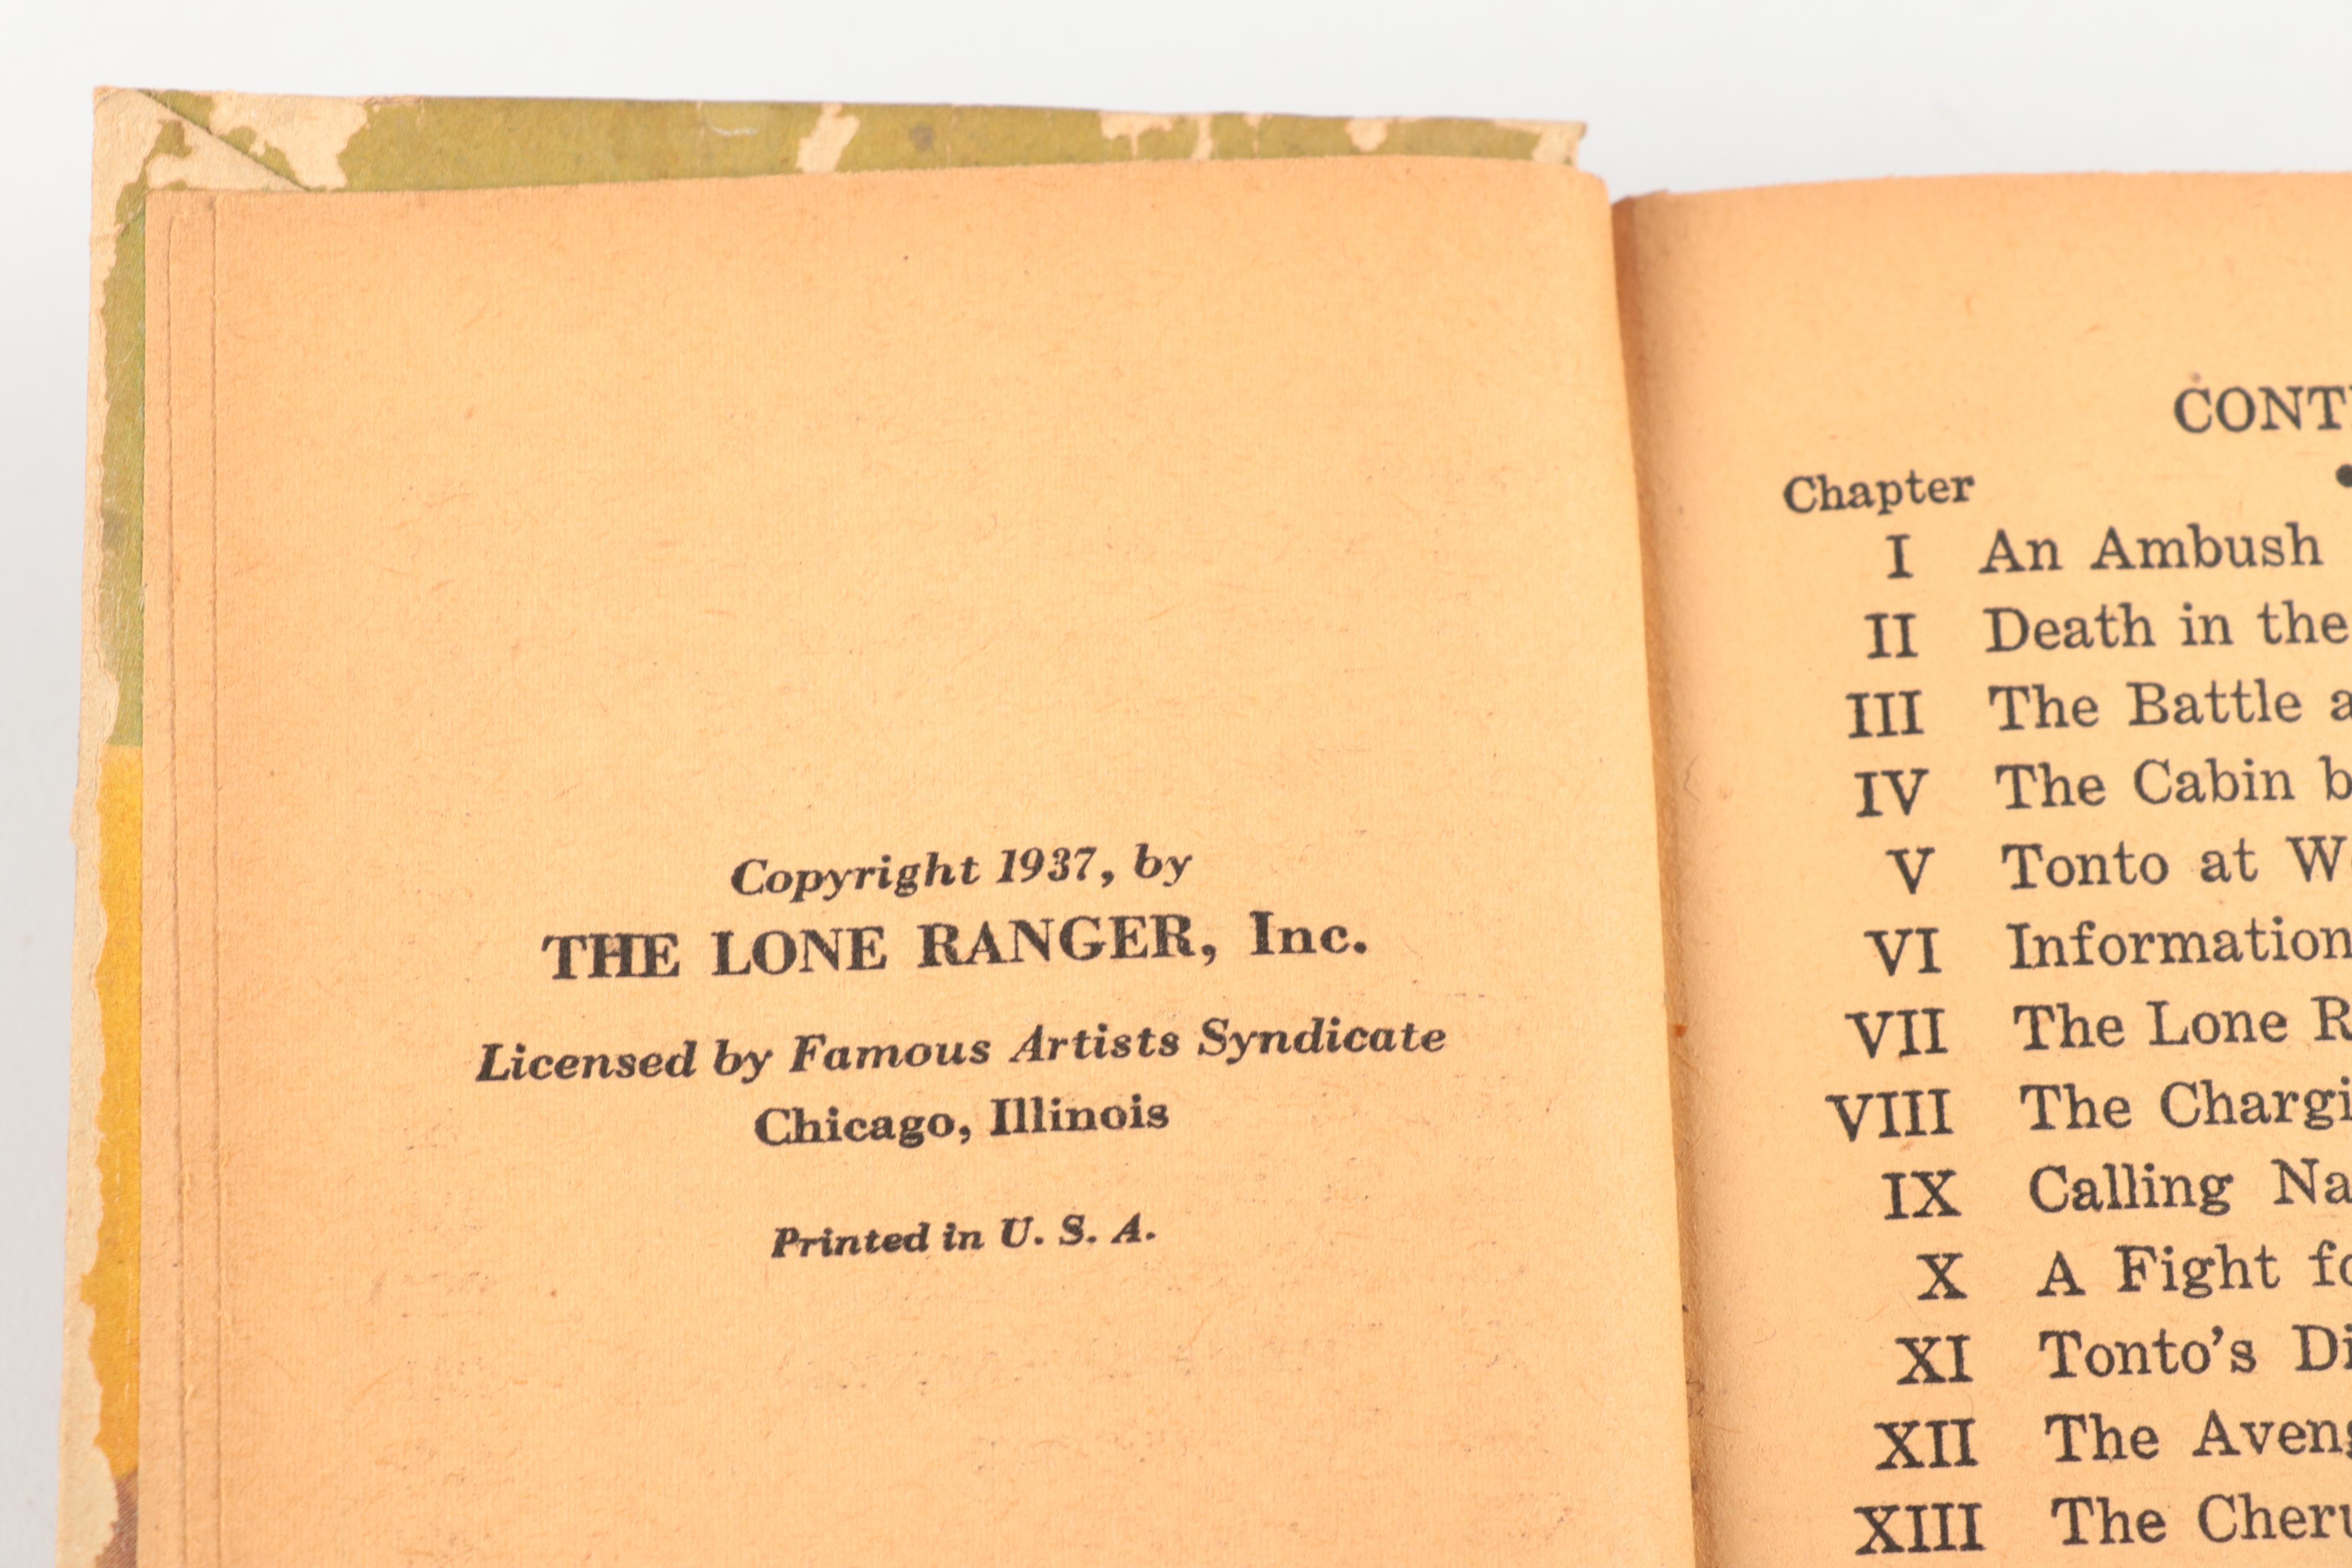 Copyright 1937, by
THE LONE RANGER, Inc.
Licensed by Famous Artists Syndicate
Chicago, Illinois
Printed in U. S. A.
Chapter
I An Ambush
II Death in the
III The Battle
IV The Cabin
V Tonto at
VI Information
VII The Lone
VIII The
IX Calling
X A Fight
XI Tonto's
XII The
XIII The